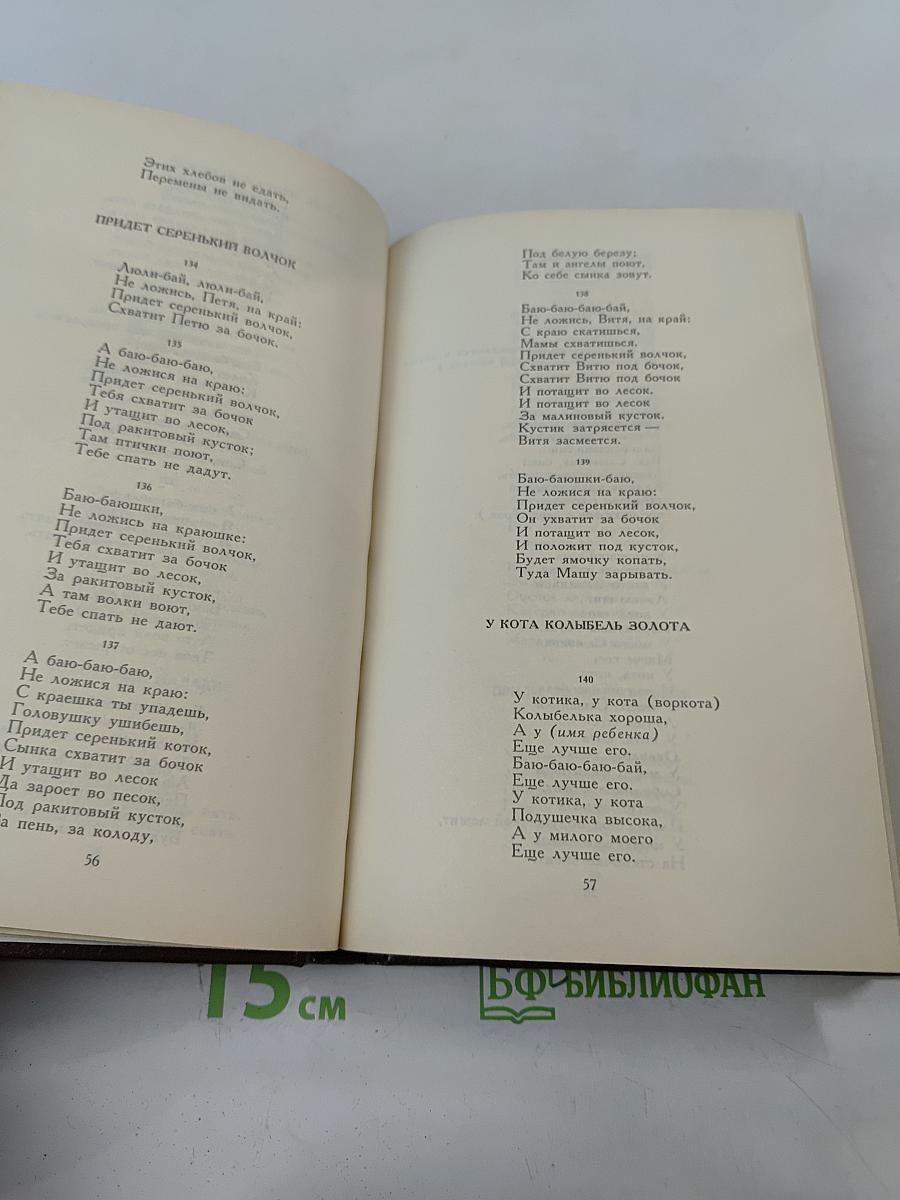 Этих хлебов не едать,
Перемены не видать.
ПРИДЕТ СЕРЕНЬКИЙ ВОЛЧОК
134
Люли-бай, люли-бай,
Не ложись, Петя, на край:
Придет серенький волчок,
Схватит Петю за бочок.
135
А баю-баю-баю,
Не ложися на краю:
Придет серенький волчок,
Тебя схватит за бочок
И утащит во лесок,
Под ракитовый кусток;
Там птички поют,
Тебе спать не дадут.
136
Баю-баюшки,
Не ложись на краюшке:
Придет серенький волчок,
Тебя схватит за бочок
И утащит во лесок,
За ракитовый кусток,
А там волки воют,
Тебе спать не дают.
137
А баю-баю-баю,
Не ложися на краю:
С краешка ты упадешь,
Головушку ушибешь,
Придет серенький коток,
Сынка схватит за бочок
И утащит во лесок
Да зароет во песок,
Под ракитовый кусток,
За пень, за колоду,
56
Под белую березу;
Там и ангелы поют,
Ко себе сынка зовут.
138
Баю-баю-баю-бай,
Не ложись, Витя, на край:
С краю скатишься,
Мамы схватишься.
Придет серенький волчок,
Схватит Витю под бочок,
Схватит Витю под бочок
И потащит во лесок.
И потащит во лесок
За малиновый кусток.
Кустик затрясется —
Витя засмеется.
139
Баю-баюшки-баю,
Не ложися на краю:
Придет серенький волчок,
Он ухватит за бочок
И потащит во лесок,
И положит под кусток,
Будет ямочку копать,
Туда Машу зарывать.
У КОТА КОЛЫБЕЛЬ ЗОЛОТА
140
У котика, у кота (воркота)
Колыбелька хороша,
А у (имя ребенка)
Еще лучше его.
Баю-баю-баю-бай,
Еще лучше его.
У котика, у кота
Подушечка высока,
А у милого моего
Еще лучше его.
57
15 см
БФ БИБЛИОФАН